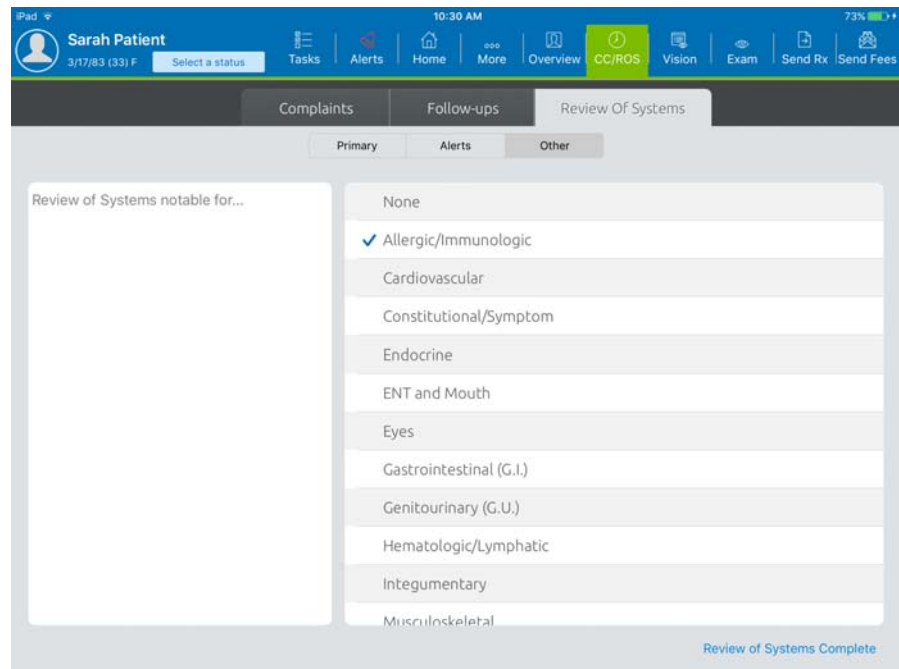 iPad 10:30 AM 73%
Sarah Patient
3/17/83 (33) F Select a status
Tasks Alerts Home More Overview CC/ROS Vision Exam Send Rx Send Fees
Complaints Follow-ups Review Of Systems
Primary Alerts Other
Review of Systems notable for...
None
Allergic/Immunologic
Cardiovascular
Constitutional/Symptom
Endocrine
ENT and Mouth
Eyes
Gastrointestinal (G.I.)
Genitourinary (G.U.)
Hematologic/Lymphatic
Integumentary
Musculoskeletal
Review of Systems Complete